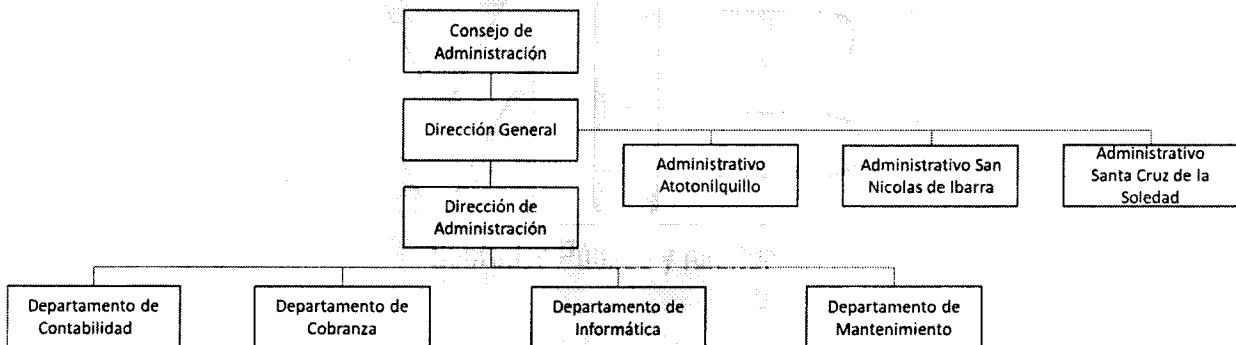 Consejo de
Administración
Dirección General
Administrativo
Atotonilquillo
Administrativo San
Nicolas de Ibarra
Administrativo
Santa Cruz de la
Soledad
Dirección de
Administración
Departamento de
Contabilidad
Departamento de
Cobranza
Departamento de
Informática
Departamento de
Mantenimiento